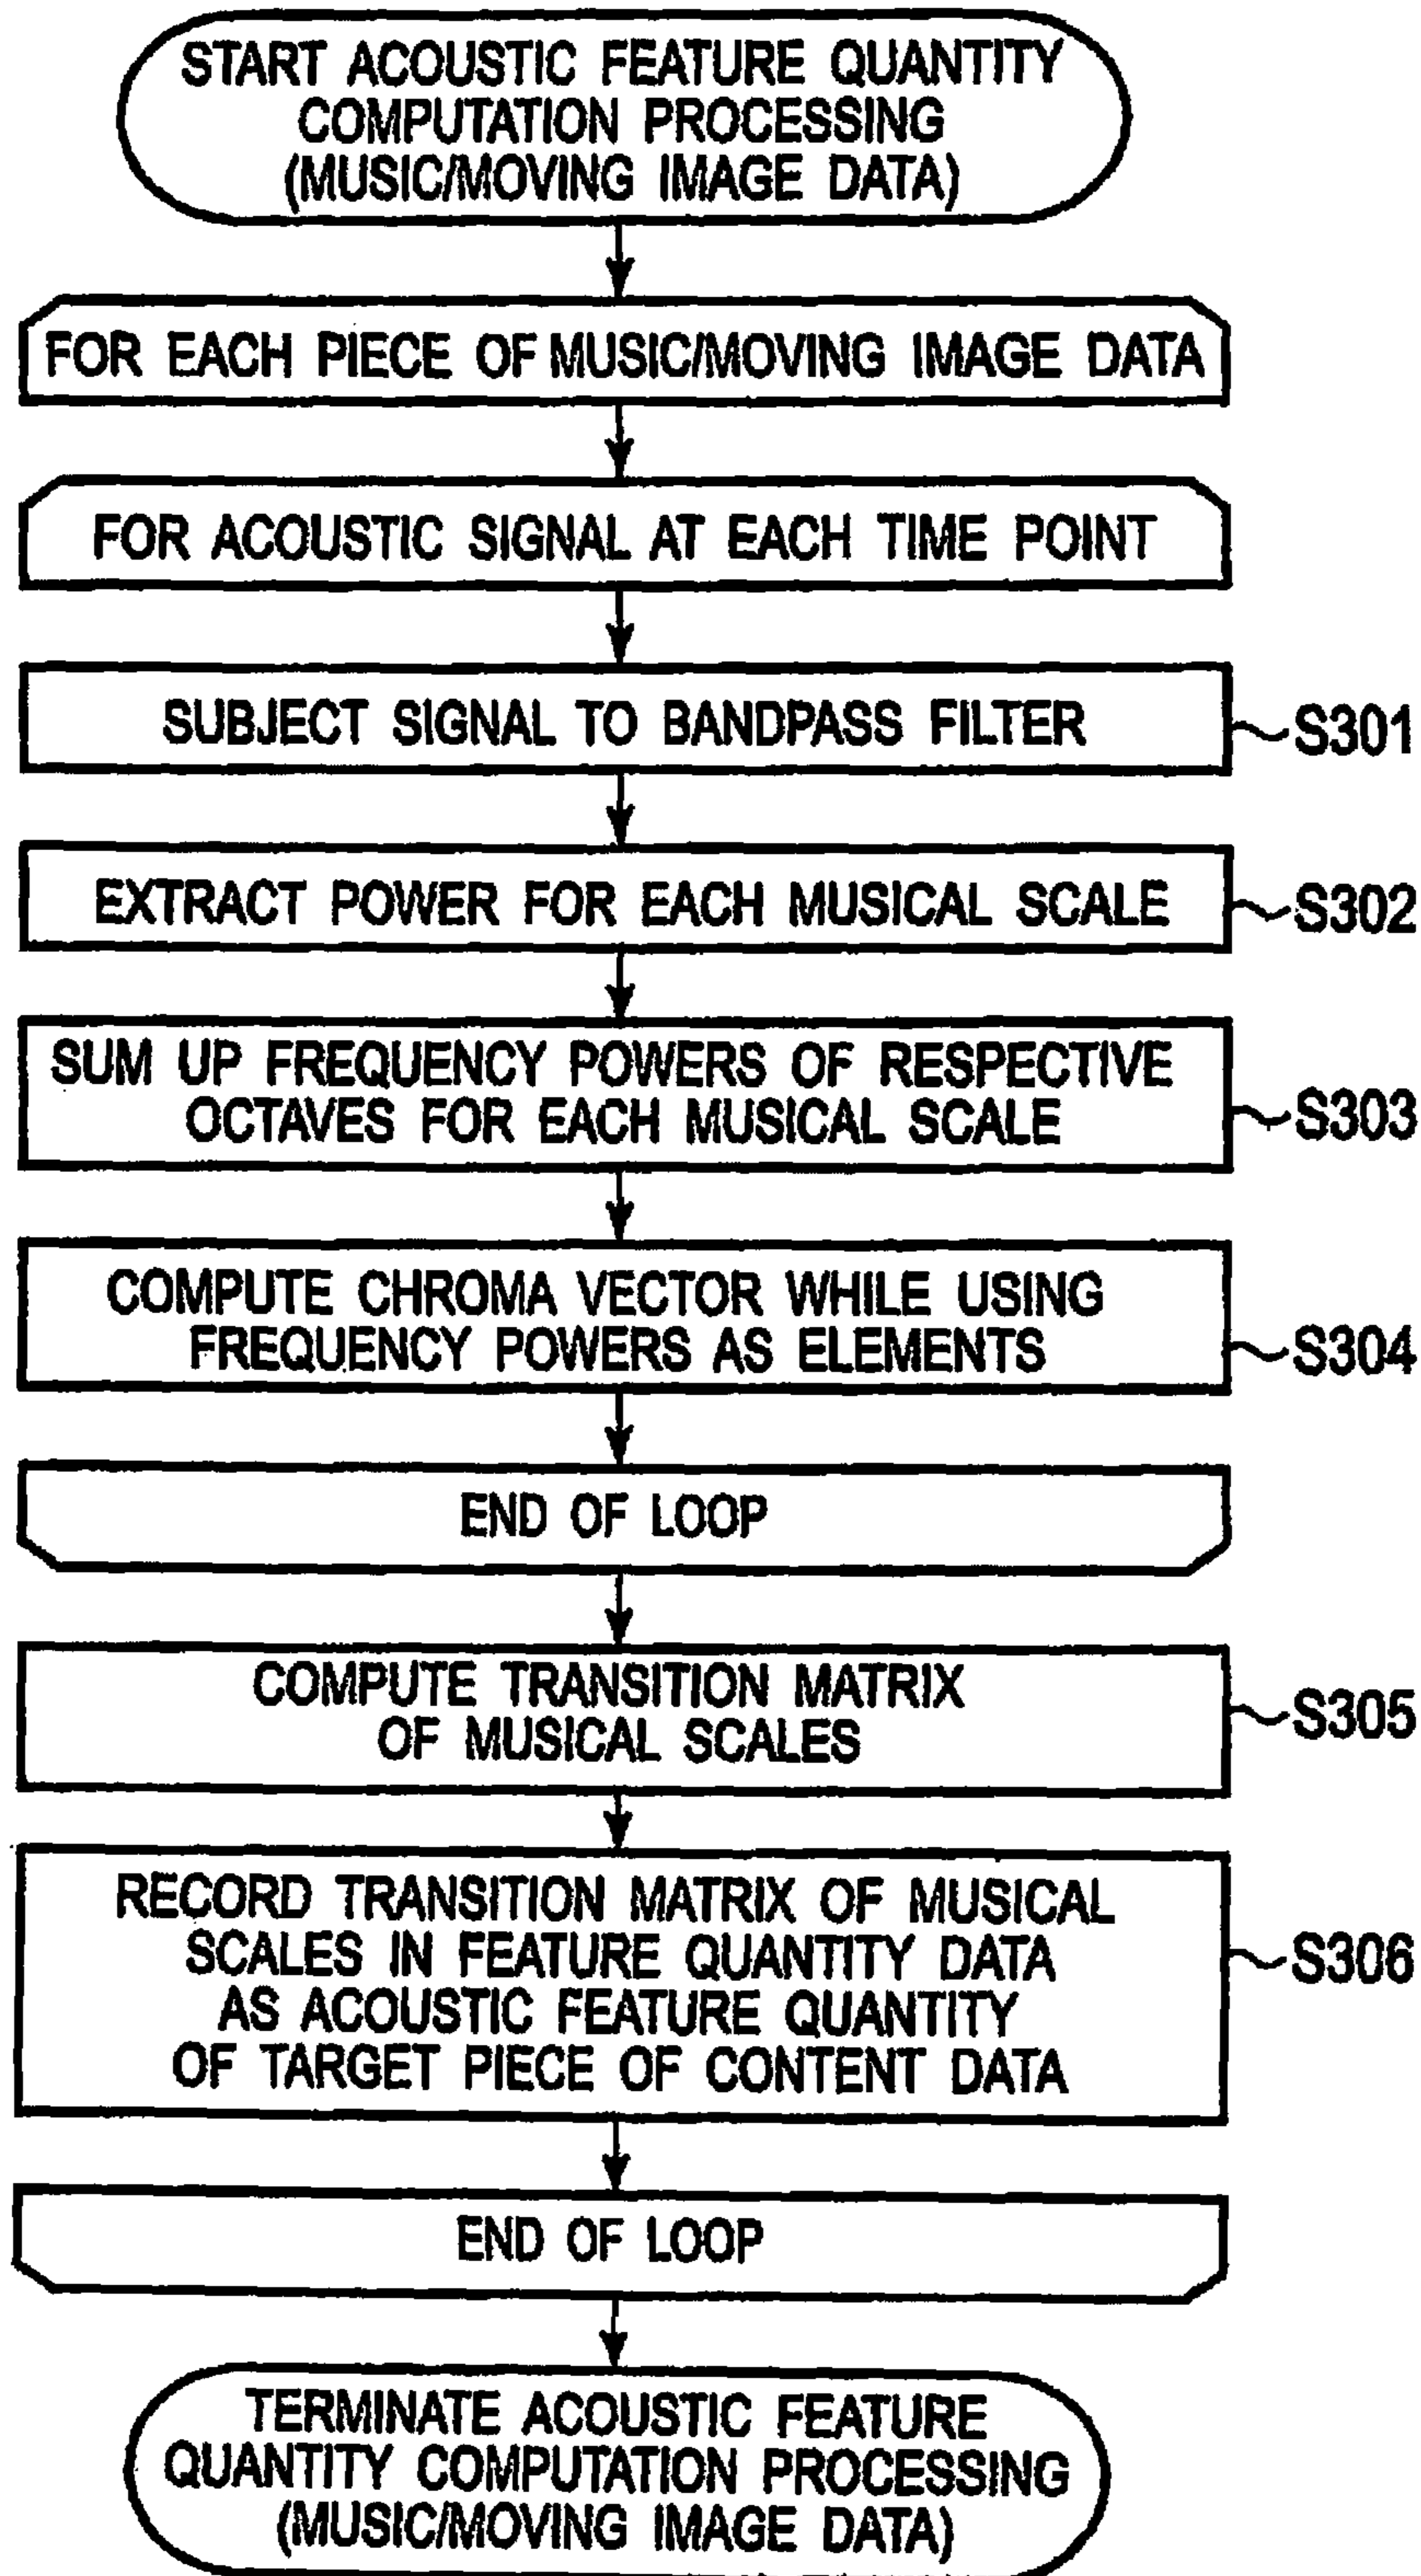 START ACOUSTIC FEATURE QUANTITY
COMPUTATION PROCESSING
(MUSIC/MOVING IMAGE DATA)
FOR EACH PIECE OF MUSIC/MOVING IMAGE DATA
FOR ACOUSTIC SIGNAL AT EACH TIME POINT
SUBJECT SIGNAL TO BANDPASS FILTER
S301
EXTRACT POWER FOR EACH MUSICAL SCALE
S302
SUM UP FREQUENCY POWERS OF RESPECTIVE
OCTAVES FOR EACH MUSICAL SCALE
S303
COMPUTE CHROMA VECTOR WHILE USING
FREQUENCY POWERS AS ELEMENTS
S304
END OF LOOP
COMPUTE TRANSITION MATRIX
OF MUSICAL SCALES
S305
RECORD TRANSITION MATRIX OF MUSICAL
SCALES IN FEATURE QUANTITY DATA
AS ACOUSTIC FEATURE QUANTITY
OF TARGET PIECE OF CONTENT DATA
S306
END OF LOOP
TERMINATE ACOUSTIC FEATURE
QUANTITY COMPUTATION PROCESSING
(MUSIC/MOVING IMAGE DATA)